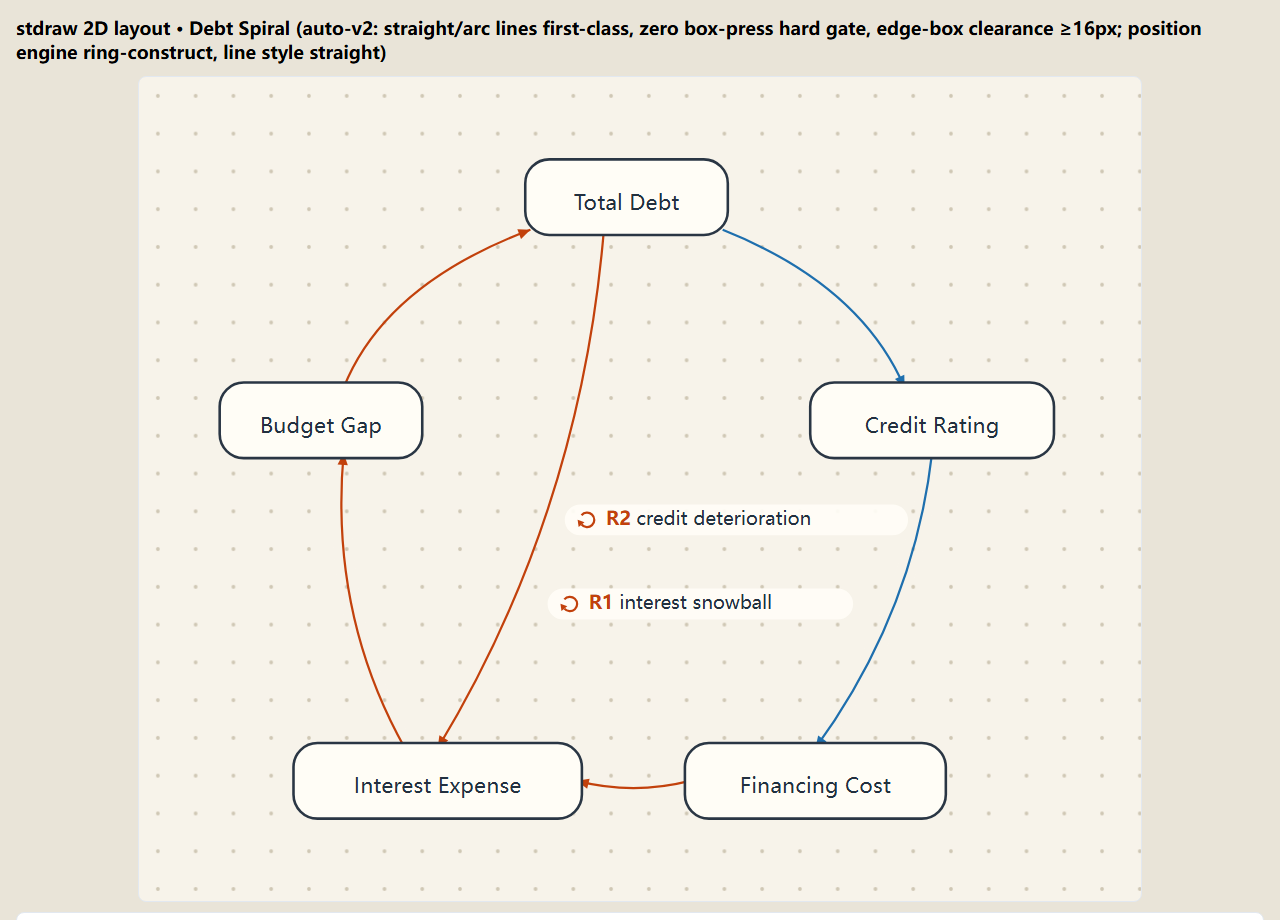 stdraw 2D layout • Debt Spiral (auto-v2: straight/arc lines first-class, zero box-press hard gate, edge-box clearance ≥16px; position
engine ring-construct, line style straight)
Total Debt
Budget Gap
Credit Rating
R2 credit deterioration
R1 interest snowball
Interest Expense
Financing Cost